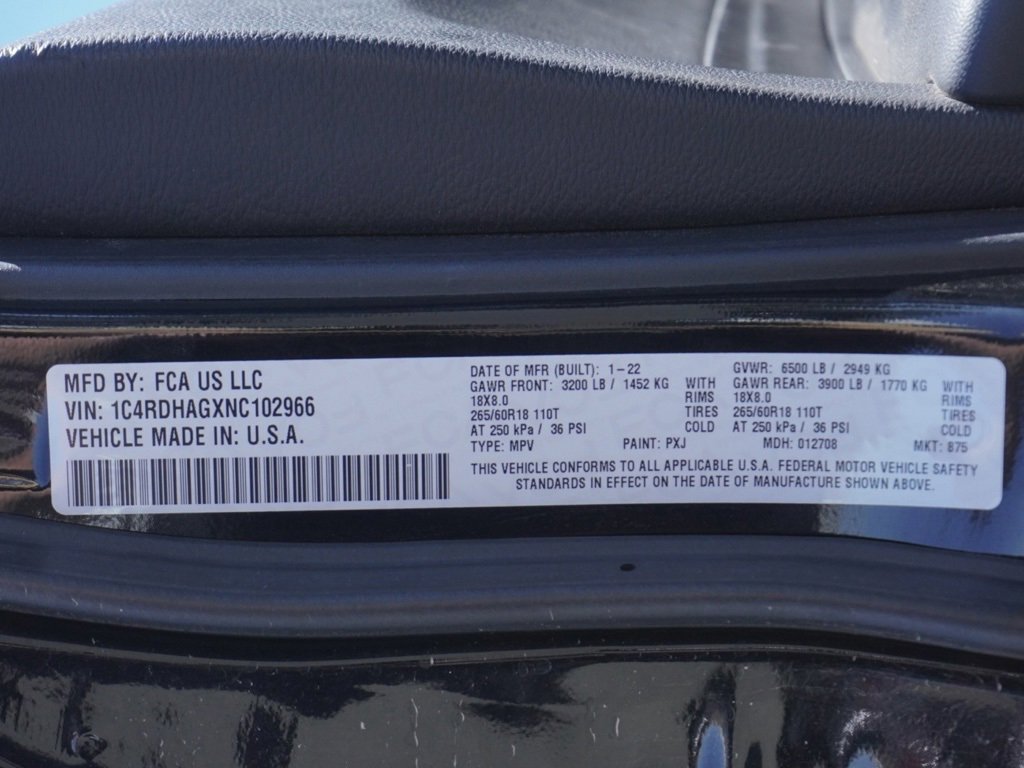 MFD BY: FCA US LLC
VIN: 1C4RDHAGXNC102966
VEHICLE MADE IN: U.S.A.
DATE OF MFR (BUILT): 1-22
GAWR FRONT: 3200 LB / 1452 KG WITH
18X8.0 RIMS
265/60R18 110T TIRES
AT 250 kPa / 36 PSI COLD
GVWR: 6500 LB / 2949 KG
GAWR REAR: 3900 LB / 1770 KG WITH
18X8.0 RIMS
265/60R18 110T TIRES
AT 250 kPa / 36 PSI COLD
TYPE: MPV PAINT: PXJ MDH: 012708 MKT: 875
THIS VEHICLE CONFORMS TO ALL APPLICABLE U.S.A. FEDERAL MOTOR VEHICLE SAFETY
STANDARDS IN EFFECT ON THE DATE OF MANUFACTURE SHOWN ABOVE.